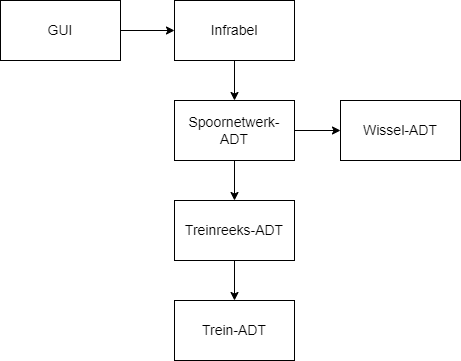 GUI
Infrabel
Spoornetwerk-
ADT
Wissel-ADT
Treinreeks-ADT
Trein-ADT